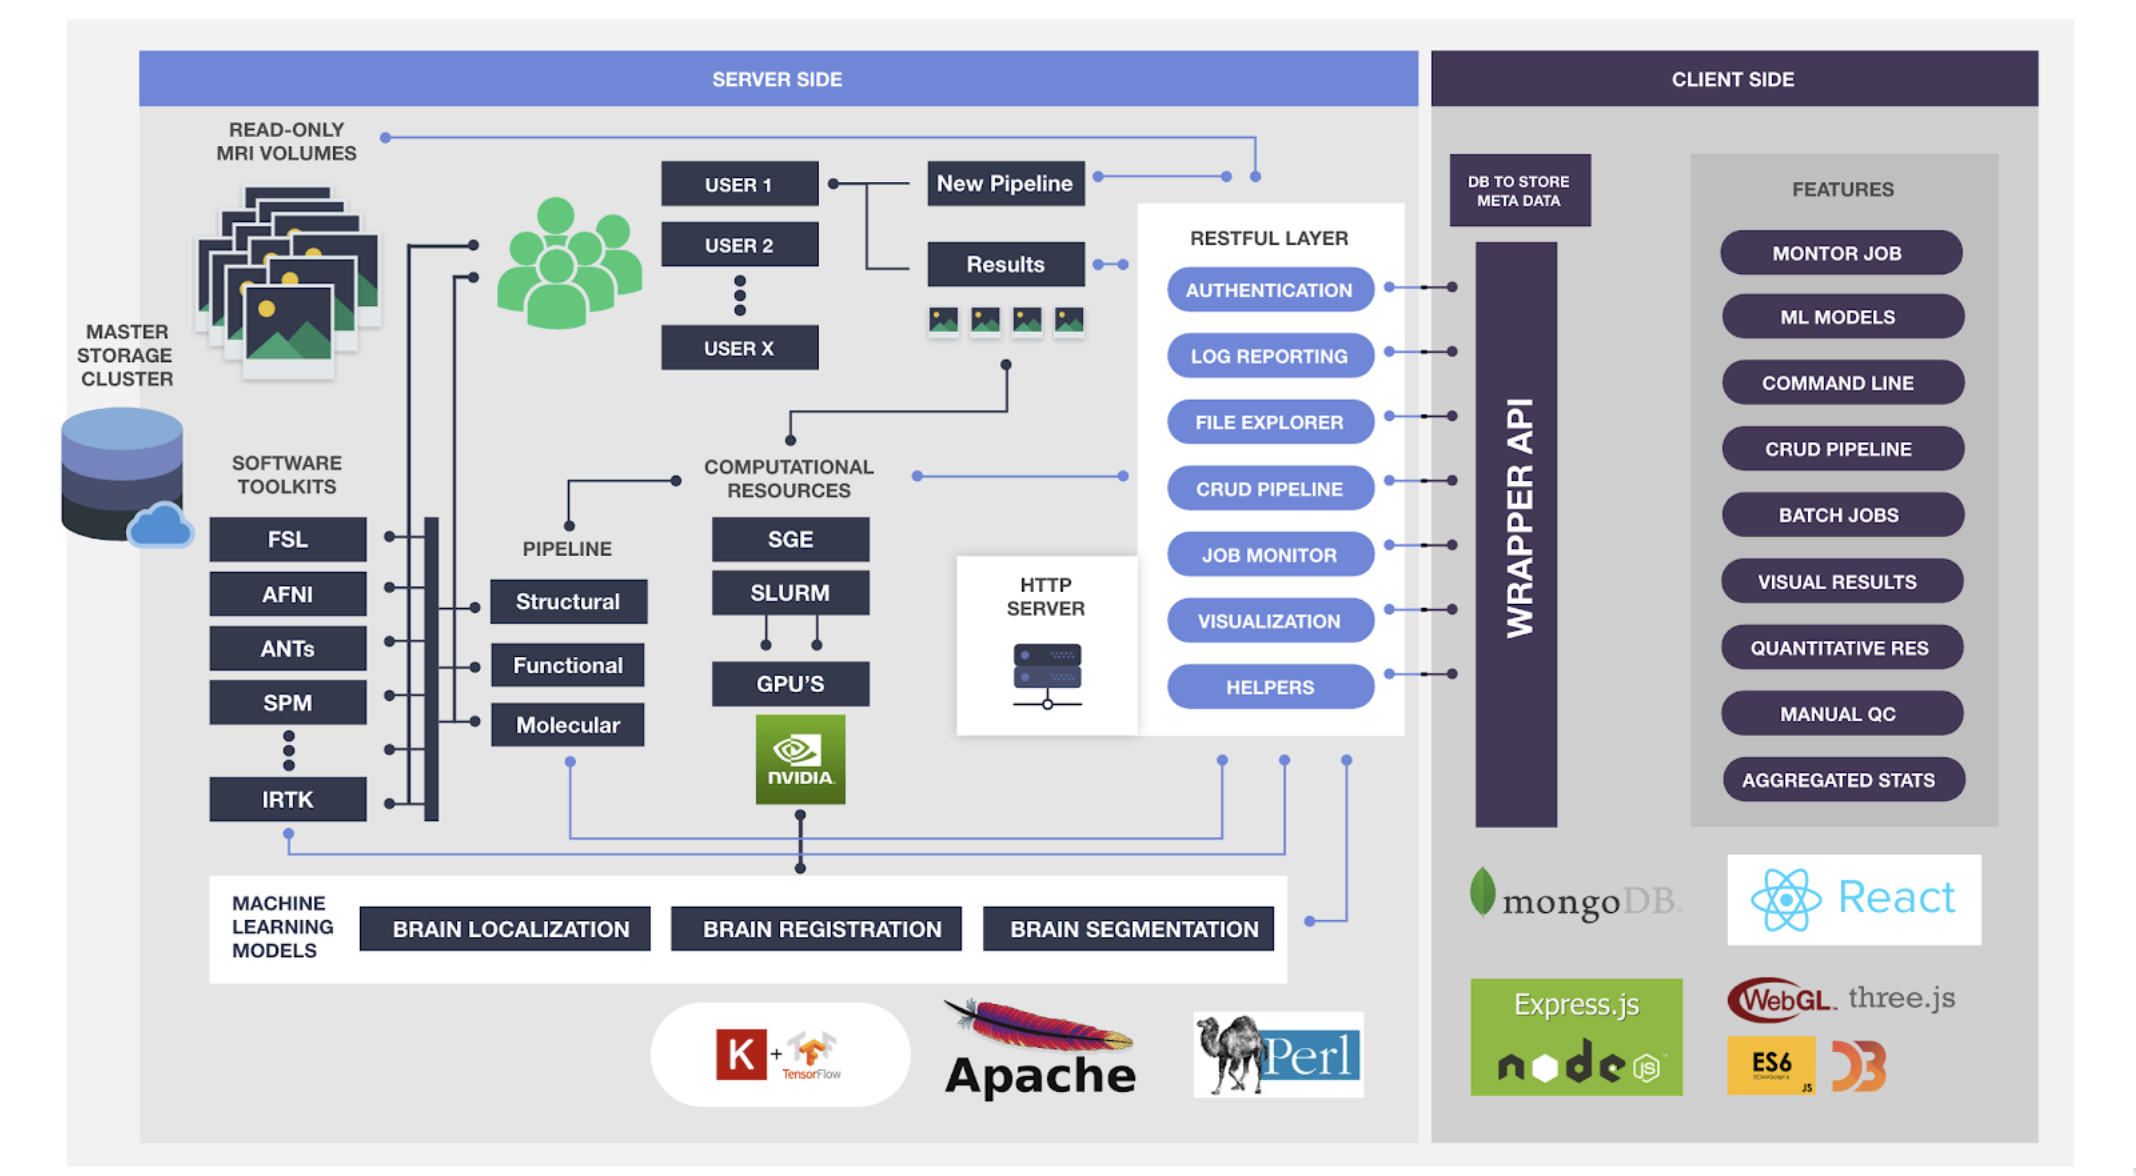 SERVER SIDE
CLIENT SIDE
READ-ONLY
MRI VOLUMES
MASTER
STORAGE
CLUSTER
SOFTWARE
TOOLKITS
FSL
AFNI
ANTs
SPM
IRTK
USER 1
USER 2
USER X
New Pipeline
Results
PIPELINE
Structural
Functional
Molecular
COMPUTATIONAL
RESOURCES
SGE
SLURM
GPU'S
NVIDIA
HTTP
SERVER
RESTFUL LAYER
AUTHENTICATION
LOG REPORTING
FILE EXPLORER
CRUD PIPELINE
JOB MONITOR
VISUALIZATION
HELPERS
MACHINE
LEARNING
MODELS
BRAIN LOCALIZATION
BRAIN REGISTRATION
BRAIN SEGMENTATION
K + TensorFlow
Apache
Perl
DB TO STORE
META DATA
WRAPPER API
FEATURES
MONTOR JOB
ML MODELS
COMMAND LINE
CRUD PIPELINE
BATCH JOBS
VISUAL RESULTS
QUANTITATIVE RES
MANUAL QC
AGGREGATED STATS
mongoDB
React
Express.js
node JS
WebGL three.js
ES6
JS
D3